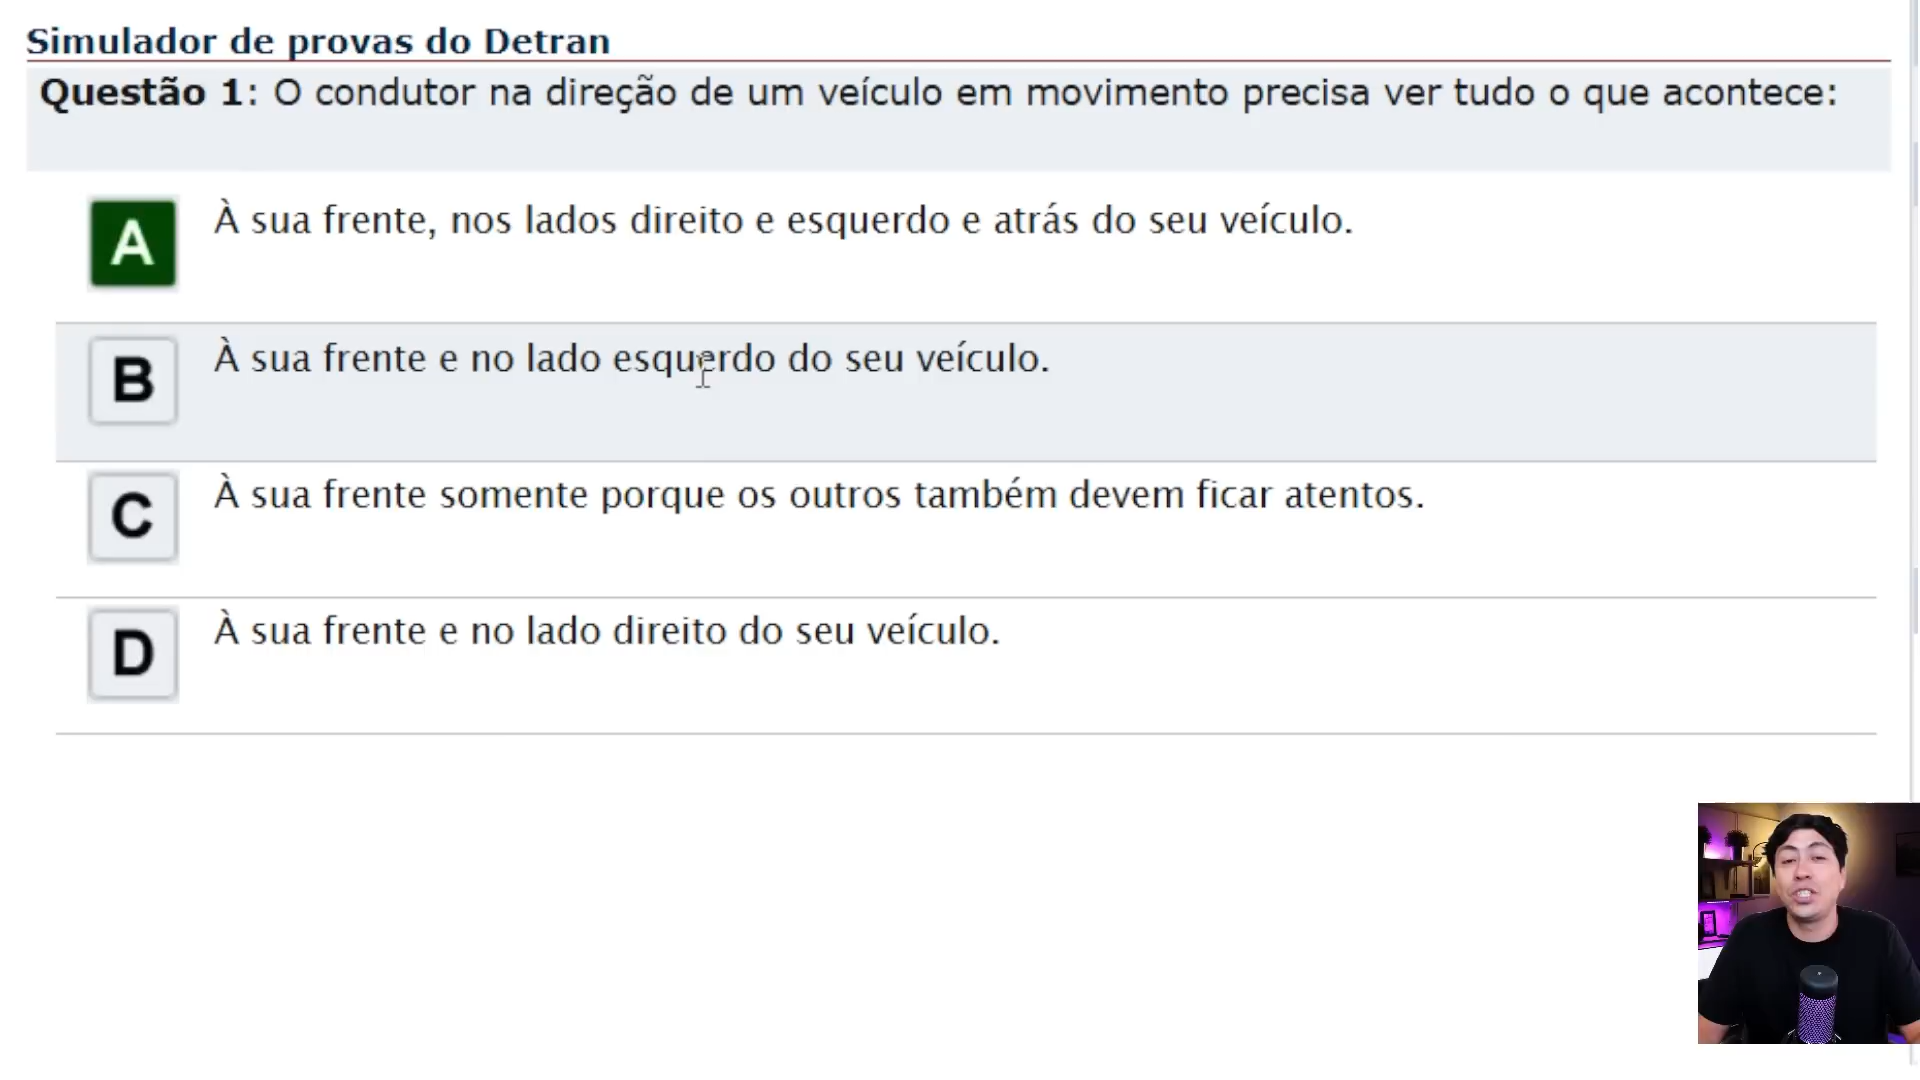 Simulador de provas do Detran
Questão 1: O condutor na direção de um veículo em movimento precisa ver tudo o que acontece:
A À sua frente, nos lados direito e esquerdo e atrás do seu veículo.
B À sua frente e no lado esquerdo do seu veículo.
C À sua frente somente porque os outros também devem ficar atentos.
D À sua frente e no lado direito do seu veículo.